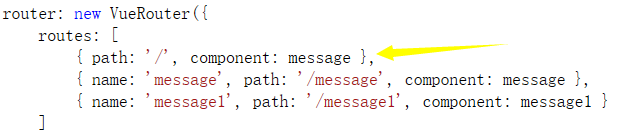 router: new VueRouter({
routes: [
{ path: '/', component: message },
{ name: 'message', path: '/message', component: message },
{ name: 'message1', path: '/message1', component: message1 }
]